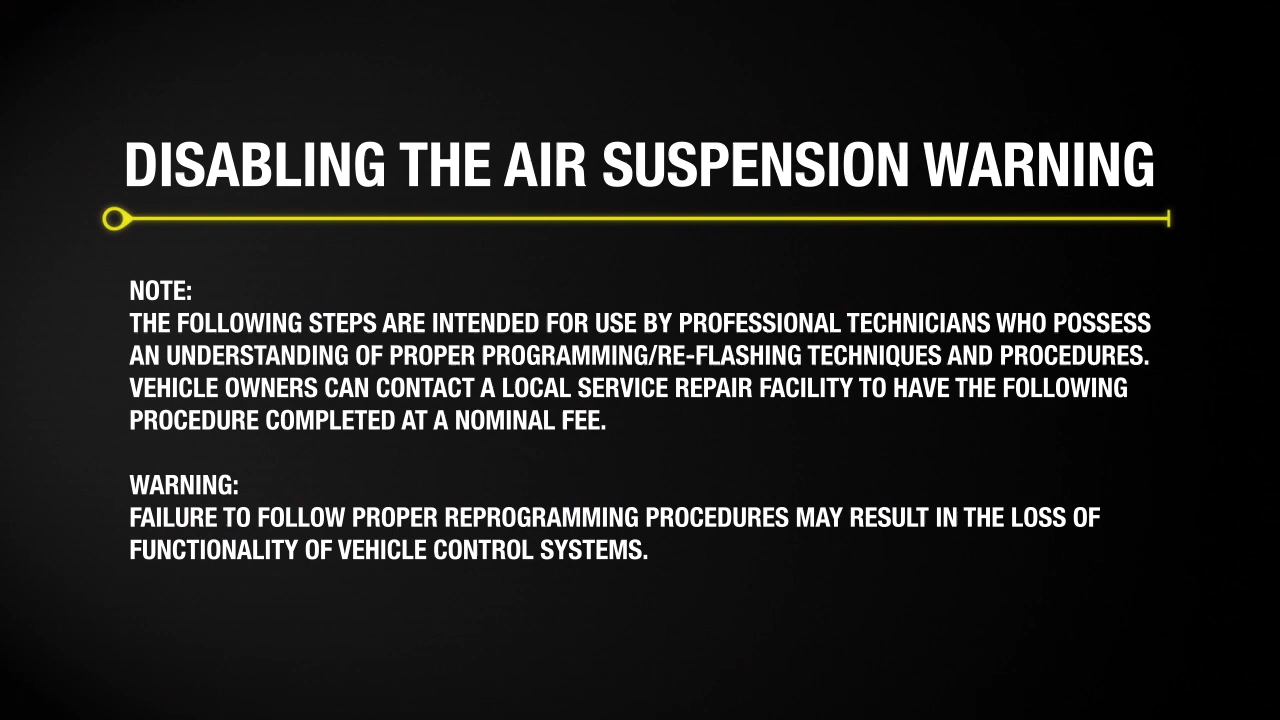 DISABLING THE AIR SUSPENSION WARNING
NOTE:
THE FOLLOWING STEPS ARE INTENDED FOR USE BY PROFESSIONAL TECHNICIANS WHO POSSESS
AN UNDERSTANDING OF PROPER PROGRAMMING/RE-FLASHING TECHNIQUES AND PROCEDURES.
VEHICLE OWNERS CAN CONTACT A LOCAL SERVICE REPAIR FACILITY TO HAVE THE FOLLOWING
PROCEDURE COMPLETED AT A NOMINAL FEE.
WARNING:
FAILURE TO FOLLOW PROPER REPROGRAMMING PROCEDURES MAY RESULT IN THE LOSS OF
FUNCTIONALITY OF VEHICLE CONTROL SYSTEMS.